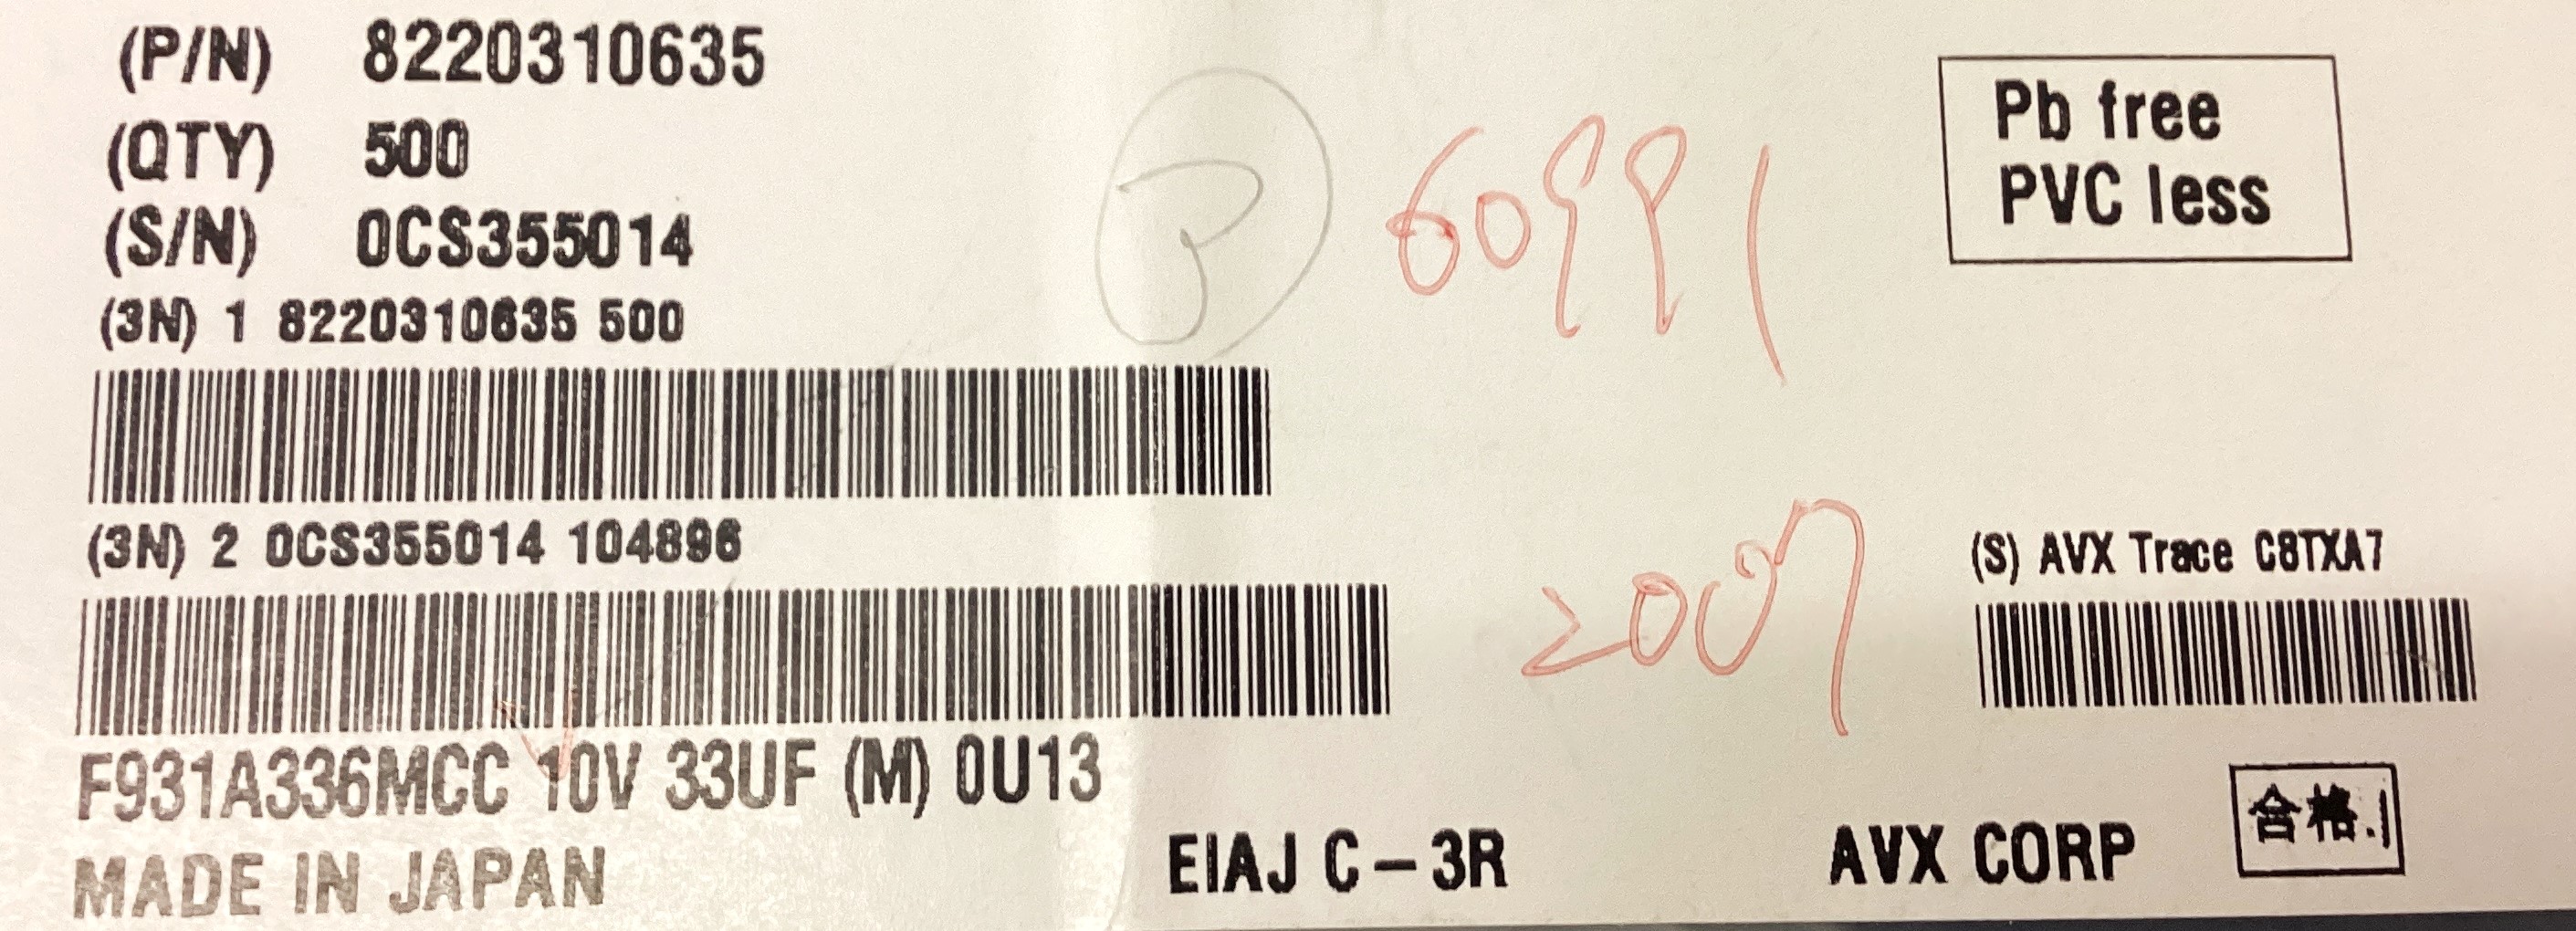 (P/N) 8220310635
(QTY) 500
(S/N) 0CS355014
(3N) 1 8220310635 500
Pb free
PVC less
60991
(3N) 2 0CS355014 104896
2007
(S) AVX Trace C8TXA7
F931A336MCC 10V 33UF (M) 0U13
MADE IN JAPAN
EIAJ C-3R
AVX CORP
合格.